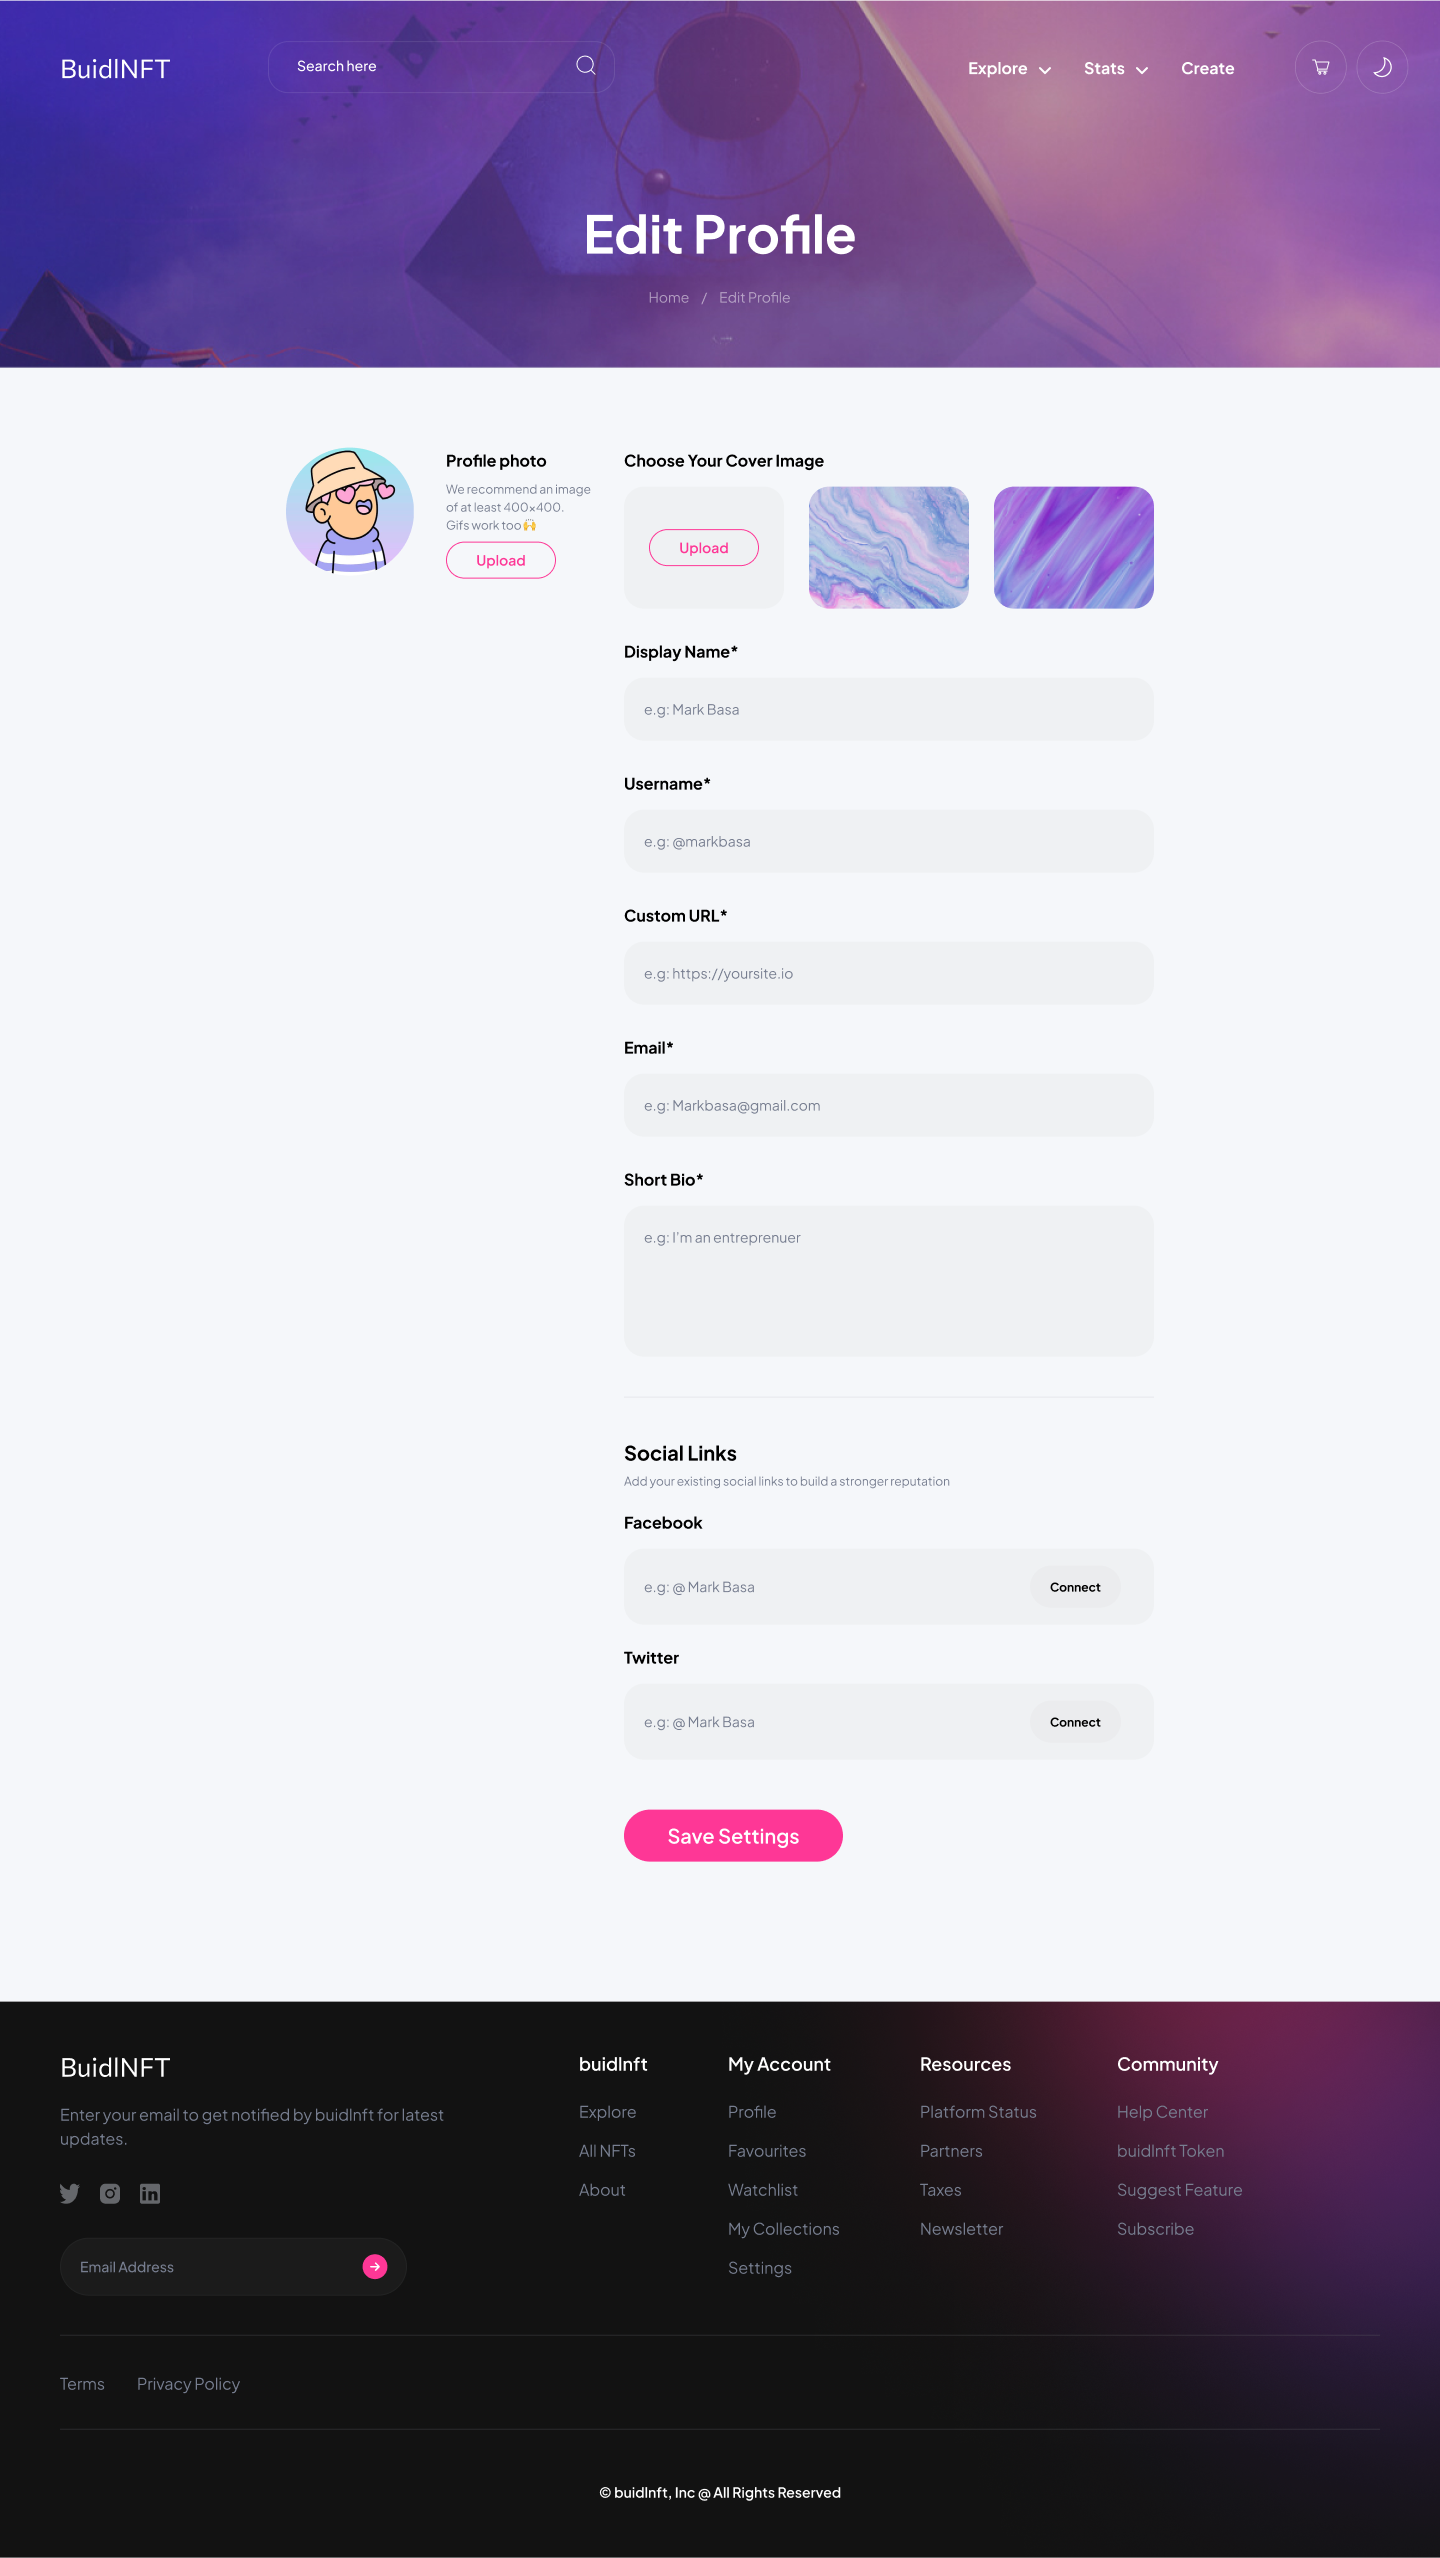 BuidlNFT
Search here
Explore
Stats
Create
Edit Profile
Home / Edit Profile
Profile photo
We recommend an image
of at least 400×400.
Gifs work too 🙌
Upload
Choose Your Cover Image
Upload
Display Name*
e.g: Mark Basa
Username*
e.g: @markbasa
Custom URL*
e.g: https://yoursite.io
Email*
e.g: Markbasa@gmail.com
Short Bio*
e.g: I'm an entreprenuer
Social Links
Add your existing social links to build a stronger reputation
Facebook
e.g: @ Mark Basa
Connect
Twitter
e.g: @ Mark Basa
Connect
Save Settings
BuidlNFT
Enter your email to get notified by buidlnft for latest
updates.
Email Address
buidlnft
Explore
All NFTs
About
My Account
Profile
Favourites
Watchlist
My Collections
Settings
Resources
Platform Status
Partners
Taxes
Newsletter
Community
Help Center
buidlnft Token
Suggest Feature
Subscribe
Terms
Privacy Policy
© buidlnft, Inc @ All Rights Reserved